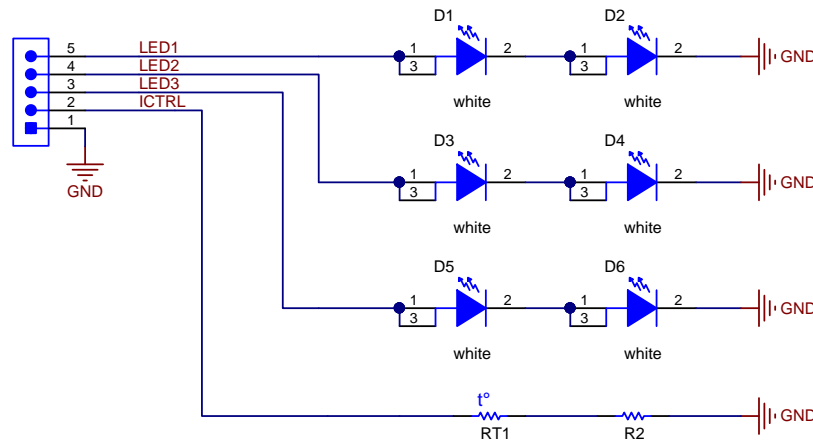 D1 D2
5 LED1 1 2 1 2
4 LED2 3 3 GND
3 LED3 white white
2 ICTRL
1
D3 D4
GND 1 2 1 2
3 3 GND
white white
D5 D6
1 2 1 2
3 3 GND
white white
t°
GND
RT1 R2